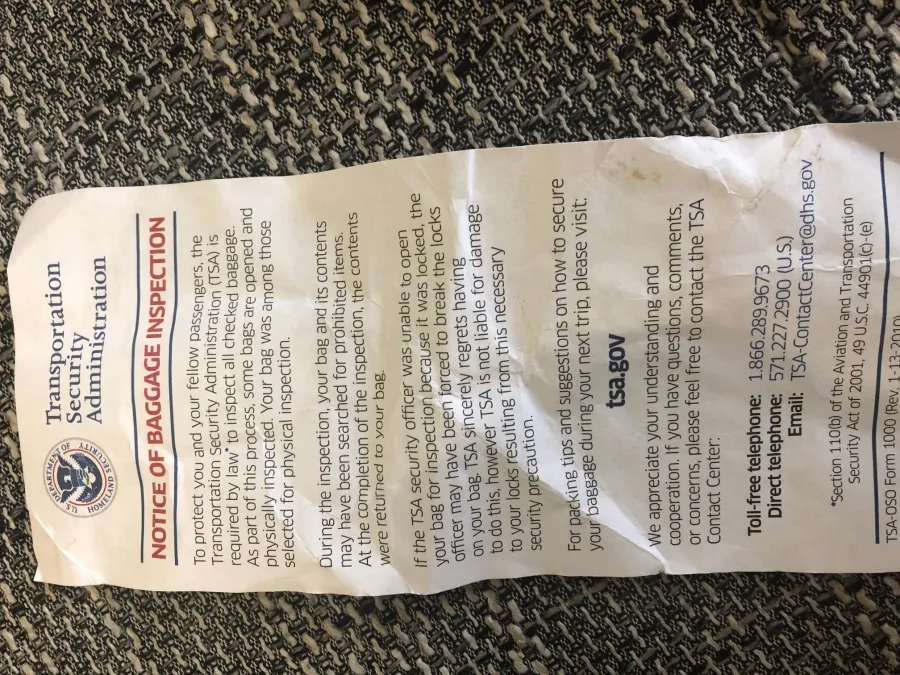 Transportation
Security
Administration
U.S. DEPARTMENT OF HOMELAND SECURITY
NOTICE OF BAGGAGE INSPECTION
To protect you and your fellow passengers, the
Transportation Security Administration (TSA) is
required by law* to inspect all checked baggage.
As part of this process, some bags are opened and
physically inspected. Your bag was among those
selected for physical inspection.
During the inspection, your bag and its contents
may have been searched for prohibited items.
At the completion of the inspection, the contents
were returned to your bag.
If the TSA security officer was unable to open
your bag for inspection because it was locked, the
officer may have been forced to break the locks
on your bag. TSA sincerely regrets having
to do this, however TSA is not liable for damage
to your locks resulting from this necessary
security precaution.
For packing tips and suggestions on how to secure
your baggage during your next trip, please visit:
tsa.gov
We appreciate your understanding and
cooperation. If you have questions, comments,
or concerns, please feel free to contact the TSA
Contact Center:
Toll-free telephone: 1.866.289.9673
Direct telephone: 571.227.2900 (U.S.)
Email: TSA-ContactCenter@dhs.gov
*Section 110(b) of the Aviation and Transportation
Security Act of 2001, 49 U.S.C. 44901(c)-(e)
TSA-OSO Form 1000 (Rev. 1-13-2010)